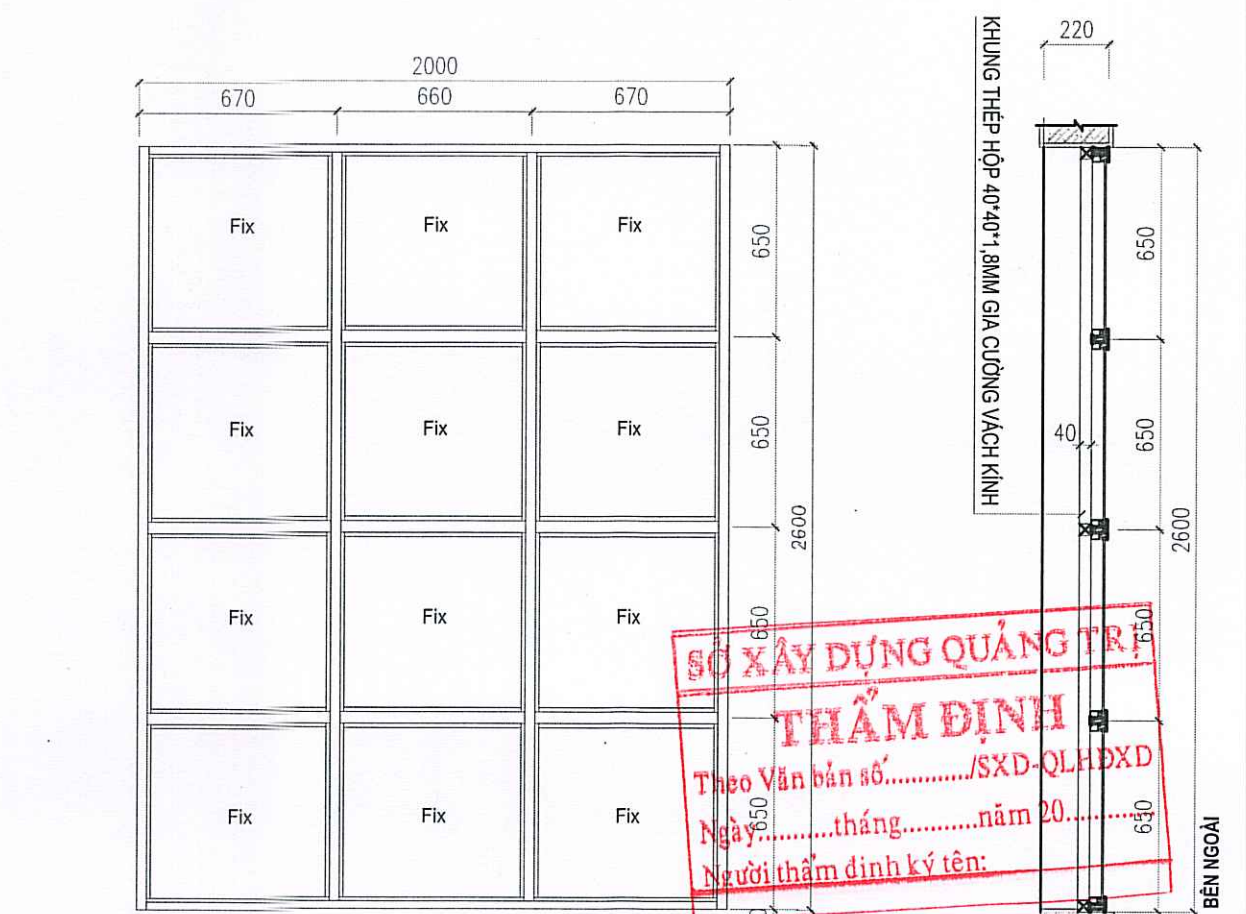 2000
670 660 670
Fix Fix Fix
Fix Fix Fix
Fix Fix Fix
Fix Fix Fix
650
650
650
650
2600
KHUNG THÉP HỘP 40*40*1,8MM GIA CƯỜNG VÁCH KÍNH
220
40
650
650
650
650
2600
BÊN NGOÀI
SỞ XÂY DỰNG QUẢNG TRỊ
THẨM ĐỊNH
Theo Văn bản số............./SXD-QLHĐXD
Ngày...........tháng...........năm 20.............
Người thẩm định ký tên: